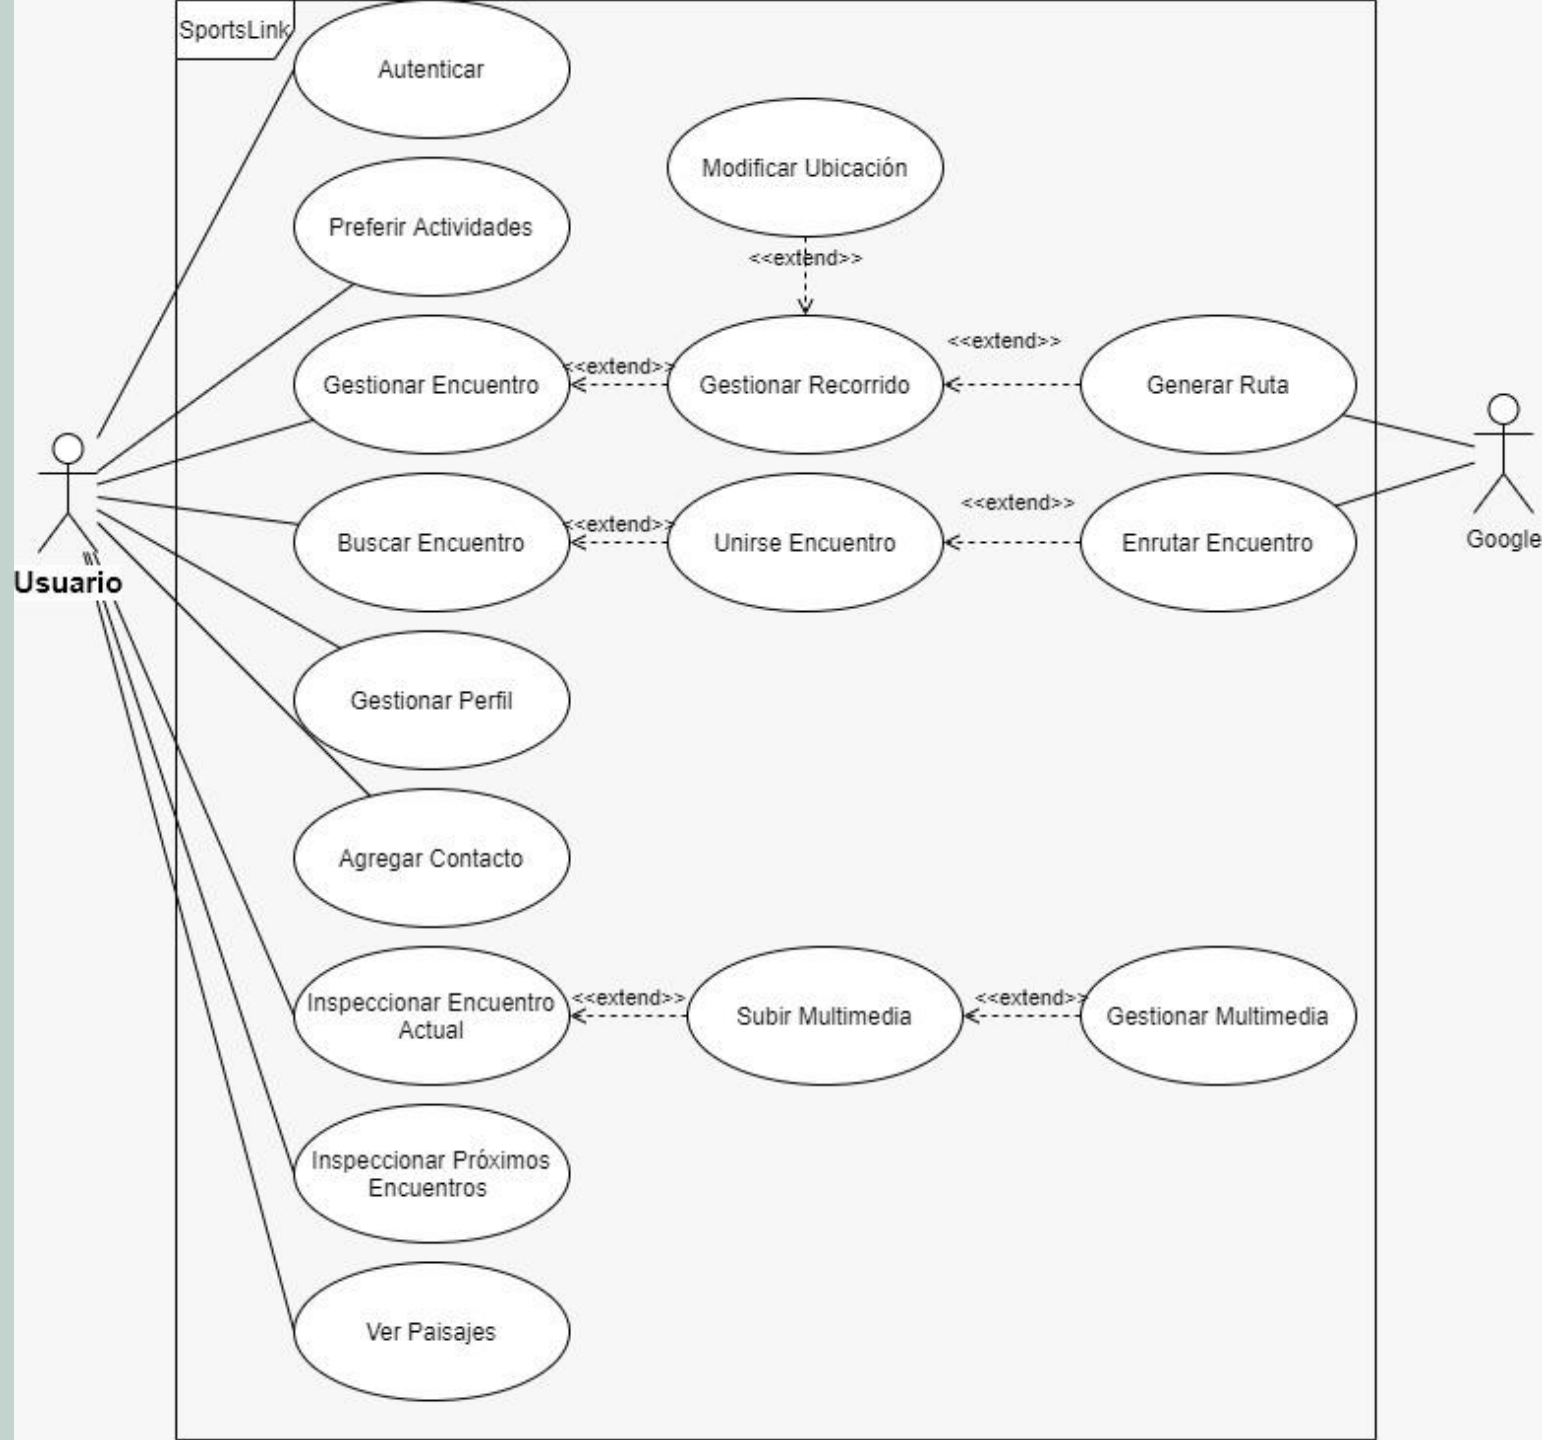 SportsLink
Autenticar
Modificar Ubicación
<<extend>>
Preferir Actividades
Gestionar Encuentro
<<extend>>
Gestionar Recorrido
<<extend>>
Generar Ruta
Buscar Encuentro
<<extend>>
Unirse Encuentro
<<extend>>
Enrutar Encuentro
Google
Usuario
Gestionar Perfil
Agregar Contacto
Inspeccionar Encuentro
Actual
<<extend>>
Subir Multimedia
<<extend>>
Gestionar Multimedia
Inspeccionar Próximos
Encuentros
Ver Paisajes